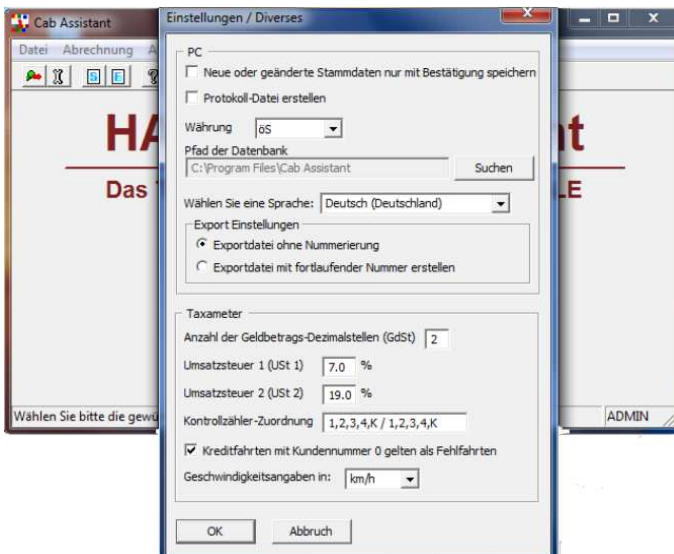 Cab Assistant
Einstellungen / Diverses
Datei Abrechnung A
PC
Neue oder geänderte Stammdaten nur mit Bestätigung speichern
Protokoll-Datei erstellen
Währung öS
Pfad der Datenbank
C:\Program Files\Cab Assistant Suchen
HA t
Das LE
Wählen Sie eine Sprache: Deutsch (Deutschland)
Export Einstellungen
Exportdatei ohne Nummerierung
Exportdatei mit fortlaufender Nummer erstellen
Taxameter
Anzahl der Geldbetrags-Dezimalstellen (GdSt) 2
Umsatzsteuer 1 (USt 1) 7.0 %
Umsatzsteuer 2 (USt 2) 19.0 %
Kontrollzähler-Zuordnung 1,2,3,4,K / 1,2,3,4,K
Wählen Sie bitte die gewü ADMIN
Kreditfahrten mit Kundennummer 0 gelten als Fehlfahrten
Geschwindigkeitsangaben in: km/h
OK Abbruch